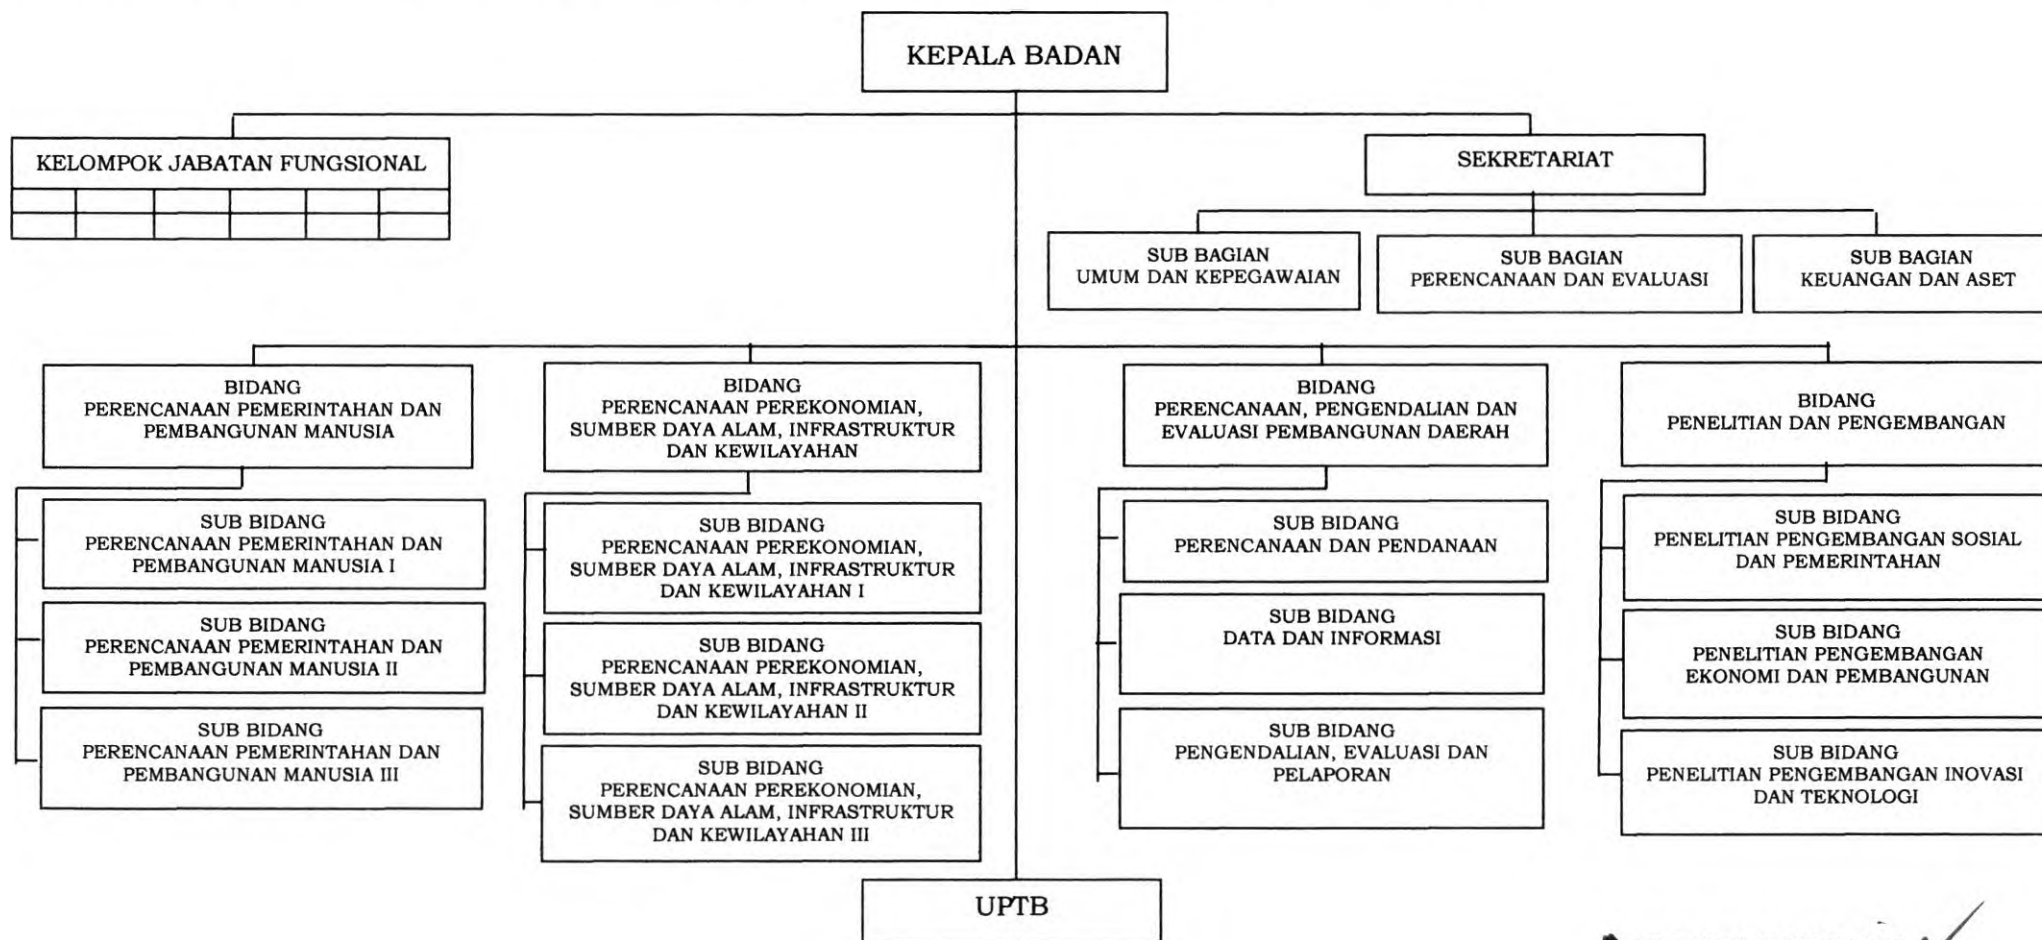 KEPALA BADAN
KELOMPOK JABATAN FUNGSIONAL
SEKRETARIAT
SUB BAGIAN
UMUM DAN KEPEGAWAIAN
SUB BAGIAN
PERENCANAAN DAN EVALUASI
SUB BAGIAN
KEUANGAN DAN ASET
BIDANG
PERENCANAAN PEMERINTAHAN DAN
PEMBANGUNAN MANUSIA
BIDANG
PERENCANAAN PEREKONOMIAN,
SUMBER DAYA ALAM, INFRASTRUKTUR
DAN KEWILAYAHAN
BIDANG
PERENCANAAN, PENGENDALIAN DAN
EVALUASI PEMBANGUNAN DAERAH
BIDANG
PENELITIAN DAN PENGEMBANGAN
SUB BIDANG
PERENCANAAN PEMERINTAHAN DAN
PEMBANGUNAN MANUSIA I
SUB BIDANG
PERENCANAAN PEMERINTAHAN DAN
PEMBANGUNAN MANUSIA II
SUB BIDANG
PERENCANAAN PEMERINTAHAN DAN
PEMBANGUNAN MANUSIA III
SUB BIDANG
PERENCANAAN PEREKONOMIAN,
SUMBER DAYA ALAM, INFRASTRUKTUR
DAN KEWILAYAHAN I
SUB BIDANG
PERENCANAAN PEREKONOMIAN,
SUMBER DAYA ALAM, INFRASTRUKTUR
DAN KEWILAYAHAN II
SUB BIDANG
PERENCANAAN PEREKONOMIAN,
SUMBER DAYA ALAM, INFRASTRUKTUR
DAN KEWILAYAHAN III
SUB BIDANG
PERENCANAAN DAN PENDANAAN
SUB BIDANG
DATA DAN INFORMASI
SUB BIDANG
PENGENDALIAN, EVALUASI DAN
PELAPORAN
SUB BIDANG
PENELITIAN PENGEMBANGAN SOSIAL
DAN PEMERINTAHAN
SUB BIDANG
PENELITIAN PENGEMBANGAN
EKONOMI DAN PEMBANGUNAN
SUB BIDANG
PENELITIAN PENGEMBANGAN INOVASI
DAN TEKNOLOGI
UPTB